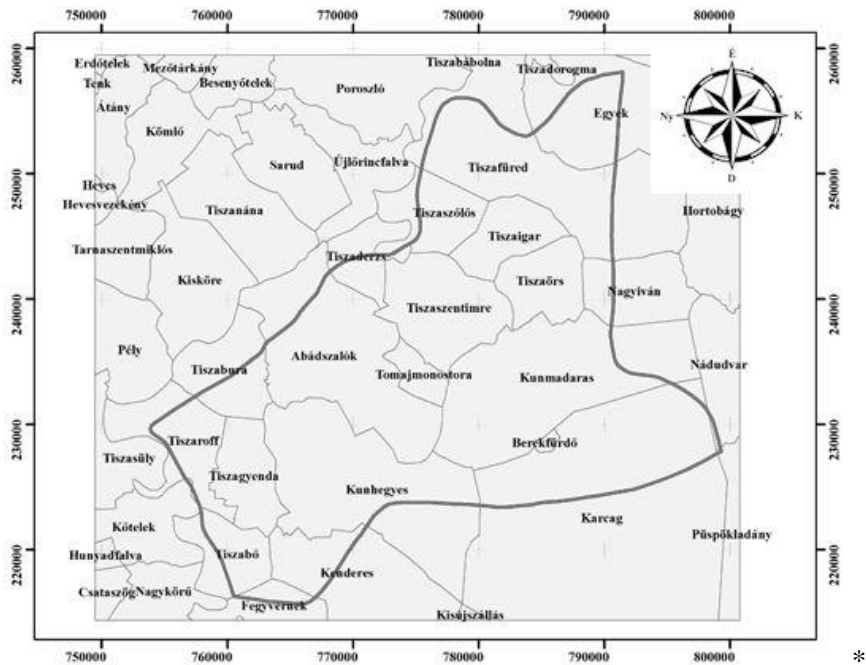 750000 760000 770000 780000 790000 800000
260000 260000
Erdőtelek Mezőtárkány Tiszabábolna Tiszadorogma É
Tenk Besenyőtelek Poroszló
Átány Egyek Ny K
Kömlő
Sarud Újlőrincfalva Tiszafüred D
250000 250000
Heves
Hevesvezekény Tiszanána Tiszaszőlős Hortobágy
Tarnaszentmiklós Tiszaderzs Tiszaigar
Kisköre Tiszaörs Nagyiván
240000 240000
Tiszaszentimre
Pély Tiszabura Abádszalók Nádudvar
Tomajmonostora Kunmadaras
230000 230000
Tiszasüly Tiszaroff Berekfürdő
Tiszagyenda Kunhegyes
Kőtelek Karcag Püspökladány
220000 220000
Hunyadfalva Tiszabő
Kenderes
Csataszög Nagykörű Fegyvernek Kisújszállás
750000 760000 770000 780000 790000 800000
*